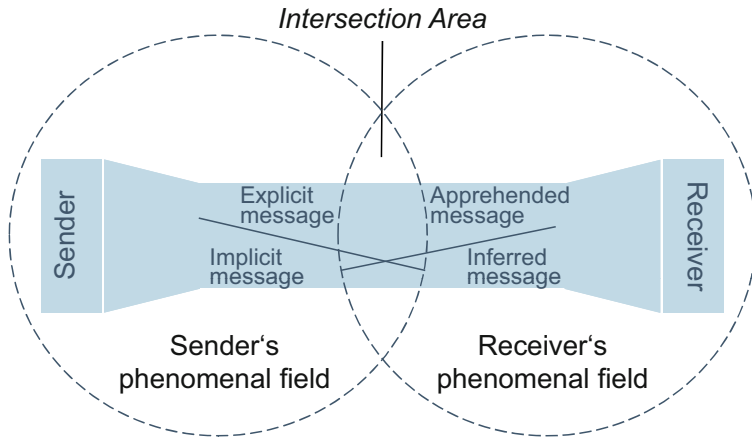 Intersection Area
Sender
Explicit
message
Implicit
message
Apprehended
message
Inferred
message
Receiver
Sender‘s
phenomenal field
Receiver‘s
phenomenal field